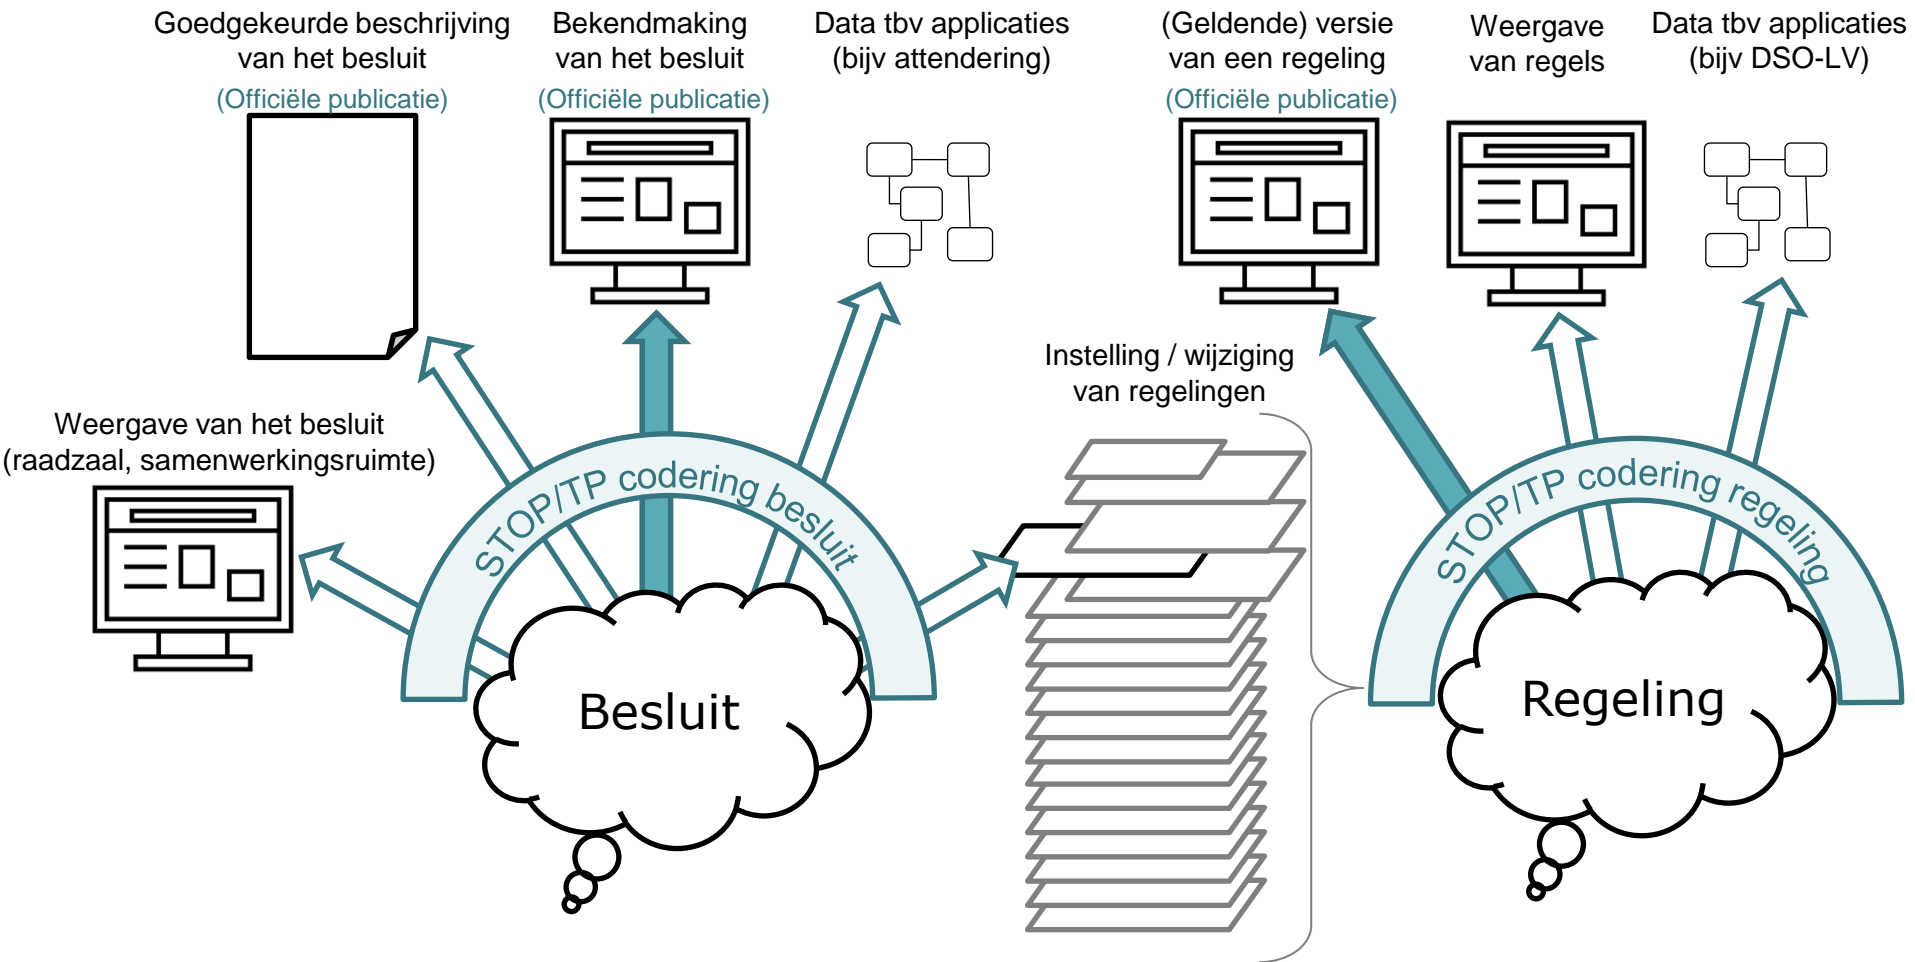 Goedgekeurde beschrijving
van het besluit
(Officiële publicatie)
Bekendmaking
van het besluit
(Officiële publicatie)
Data tbv applicaties
(bijv attendering)
(Geldende) versie
van een regeling
(Officiële publicatie)
Weergave
van regels
Data tbv applicaties
(bijv DSO-LV)
Weergave van het besluit
(raadzaal, samenwerkingsruimte)
Instelling / wijziging
van regelingen
STOP/TP codering besluit
Besluit
STOP/TP codering regeling
Regeling